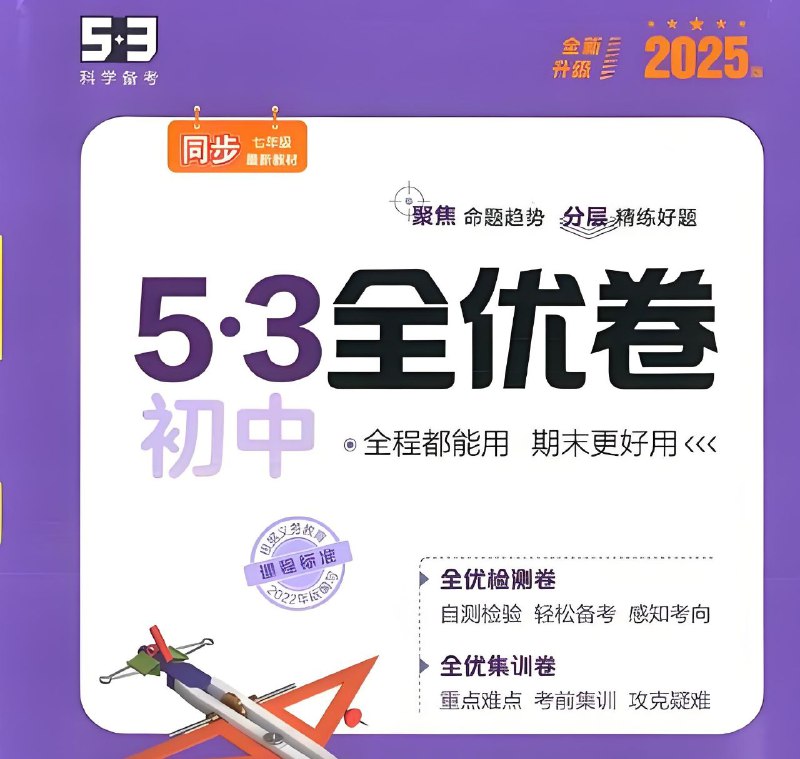 5·3
科学备考
全新
升级
2025
同步
七年级
最新教材
聚焦 命题趋势 分层 精练好题
5·3全优卷
初中
全程都能用 期末更好用<<<
根据义务教育
课程标准
2022年版编写
全优检测卷
自测检验 轻松备考 感知考向
全优集训卷
重点难点 考前集训 攻克疑难